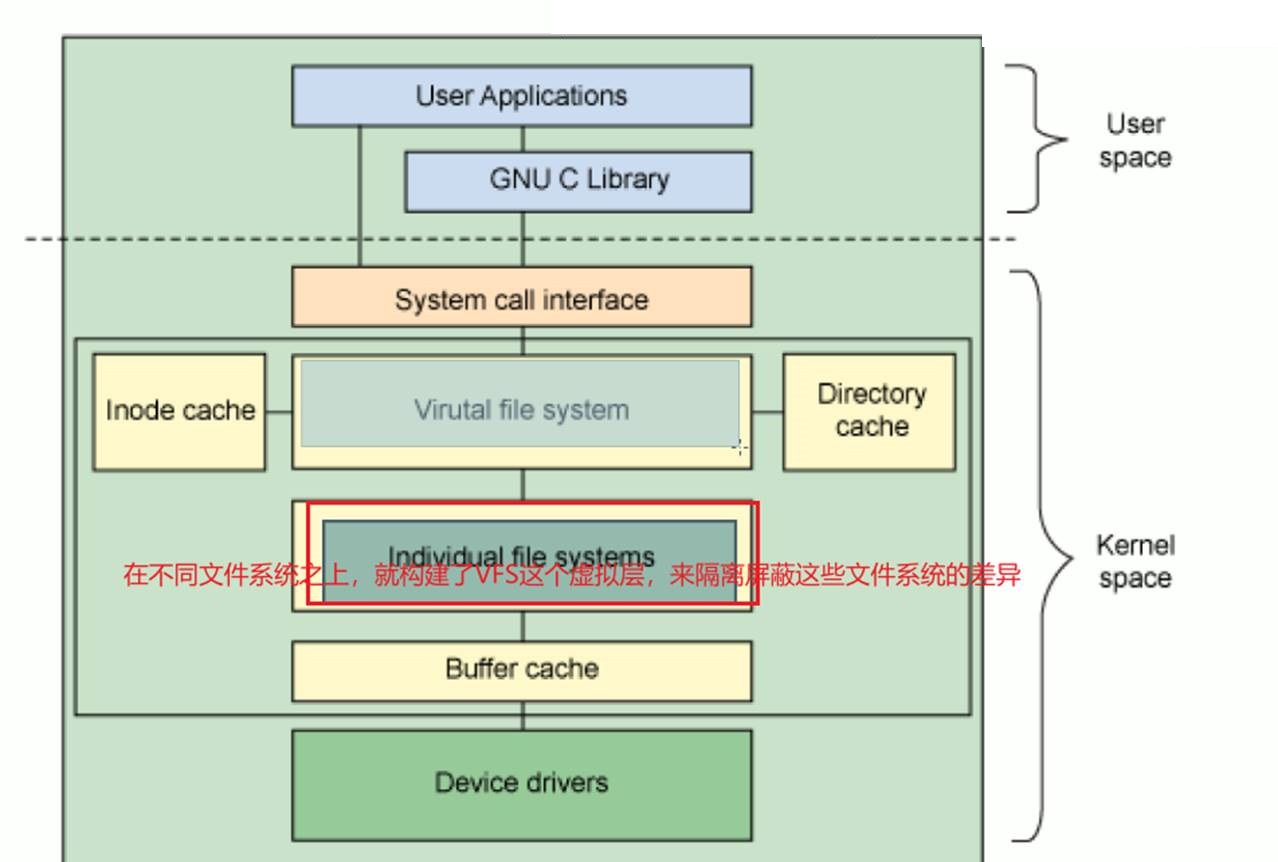 User Applications
User
space
GNU C Library
System call interface
Inode cache
Virutal file system
Directory
cache
Individual file systems
在不同文件系统之上，就构建了VFS这个虚拟层，来隔离屏蔽这些文件系统的差异
Kernel
space
Buffer cache
Device drivers